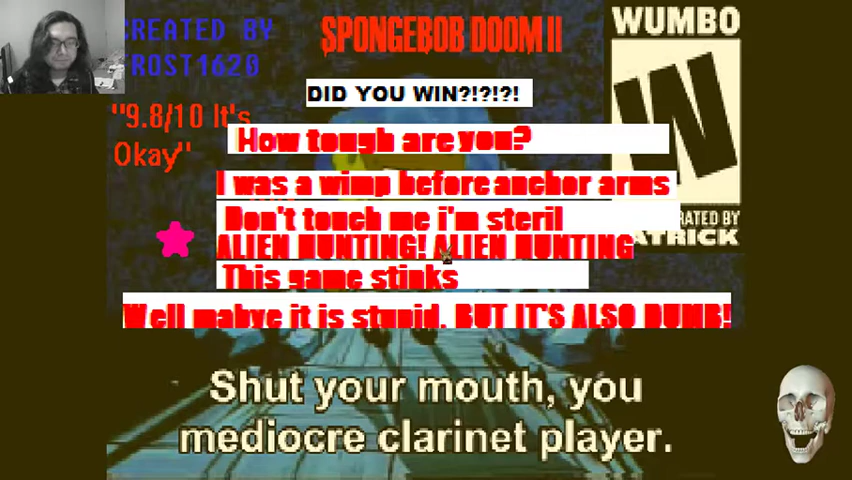 CREATED BY
FROST1620
SPONGEBOB DOOM II
WUMBO
W
RATED BY
PATRICK
"9.8/10 It's
Okay"
DID YOU WIN?!?!?!
How tough are you?
I was a wimp before anchor arms
Don't touch me i'm steril
ALIEN HUNTING! ALIEN HUNTING
This game stinks
Well mabye it is stupid. BUT IT'S ALSO DUMB!
Shut your mouth, you
mediocre clarinet player.